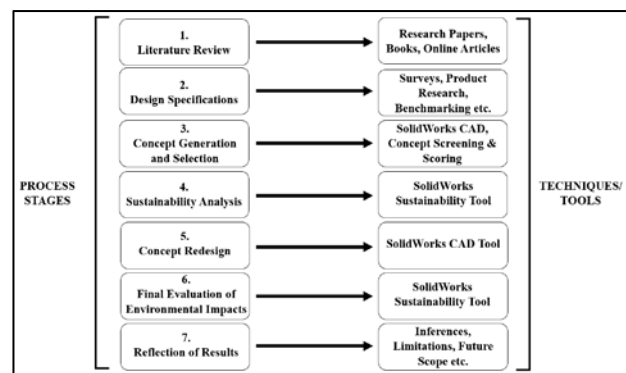 PROCESS
STAGES
1.
Literature Review
Research Papers,
Books, Online Articles
2.
Design Specifications
Surveys, Product
Research,
Benchmarking etc.
3.
Concept Generation
and Selection
SolidWorks CAD,
Concept Screening &
Scoring
4.
Sustainability Analysis
SolidWorks
Sustainability Tool
5.
Concept Redesign
SolidWorks CAD Tool
6.
Final Evaluation of
Environmental Impacts
SolidWorks
Sustainability Tool
7.
Reflection of Results
Inferences,
Limitations, Future
Scope etc.
TECHNIQUES/
TOOLS